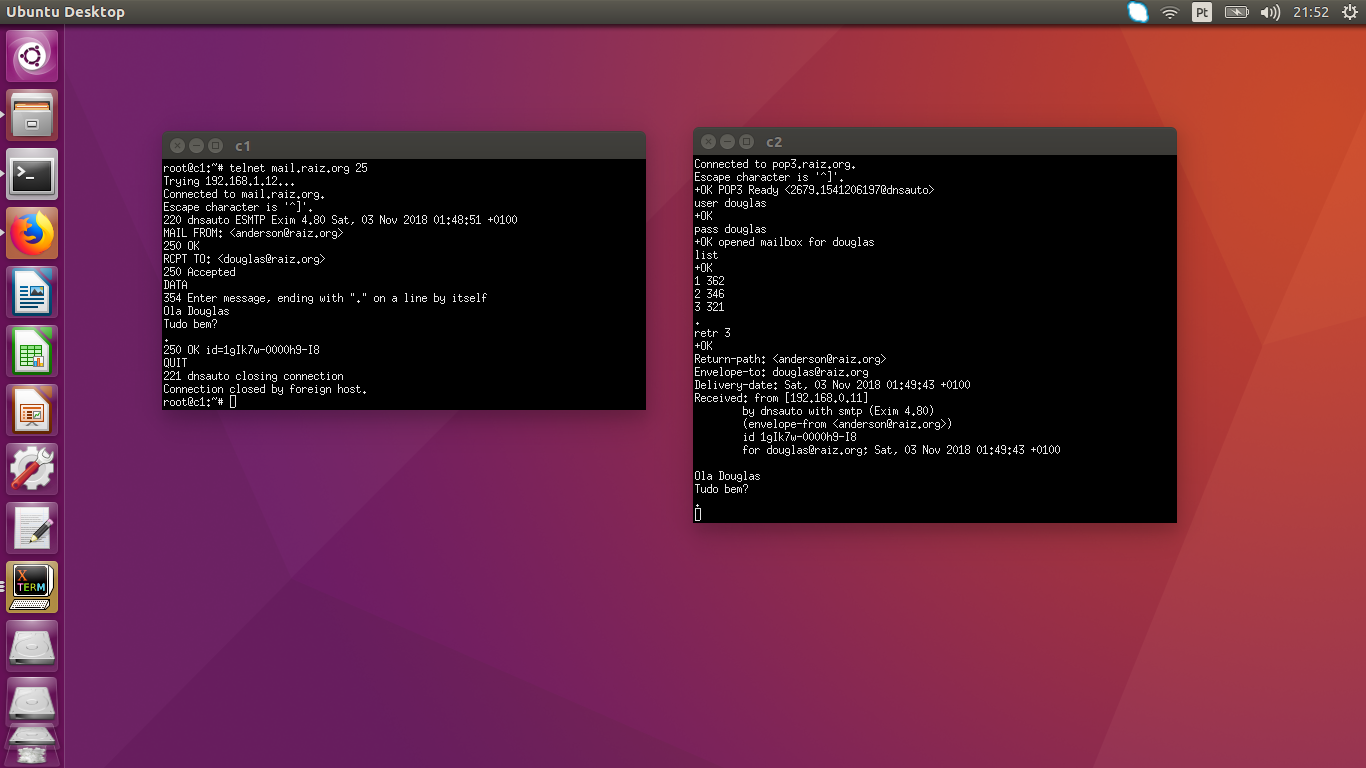 Ubuntu Desktop
Pt
21:52
c1
root@c1:~# telnet mail.raiz.org 25
Trying 192.168.1.12...
Connected to mail.raiz.org.
Escape character is '^]'.
220 dnsauto ESMTP Exim 4.80 Sat, 03 Nov 2018 01:48:51 +0100
MAIL FROM: <anderson@raiz.org>
250 OK
RCPT TO: <douglas@raiz.org>
250 Accepted
DATA
354 Enter message, ending with "." on a line by itself
Ola Douglas
Tudo bem?
.
250 OK id=1gIk7w-0000h9-I8
QUIT
221 dnsauto closing connection
Connection closed by foreign host.
root@c1:~#
c2
Connected to pop3.raiz.org.
Escape character is '^]'.
+OK POP3 Ready <2679.1541206197@dnsauto>
user douglas
+OK
pass douglas
+OK opened mailbox for douglas
list
+OK
1 362
2 346
3 321
.
retr 3
+OK
Return-path: <anderson@raiz.org>
Envelope-to: douglas@raiz.org
Delivery-date: Sat, 03 Nov 2018 01:49:43 +0100
Received: from [192.168.0.11]
by dnsauto with smtp (Exim 4.80)
(envelope-from <anderson@raiz.org>)
id 1gIk7w-0000h9-I8
for douglas@raiz.org; Sat, 03 Nov 2018 01:49:43 +0100
Ola Douglas
Tudo bem?
.
X
TERM